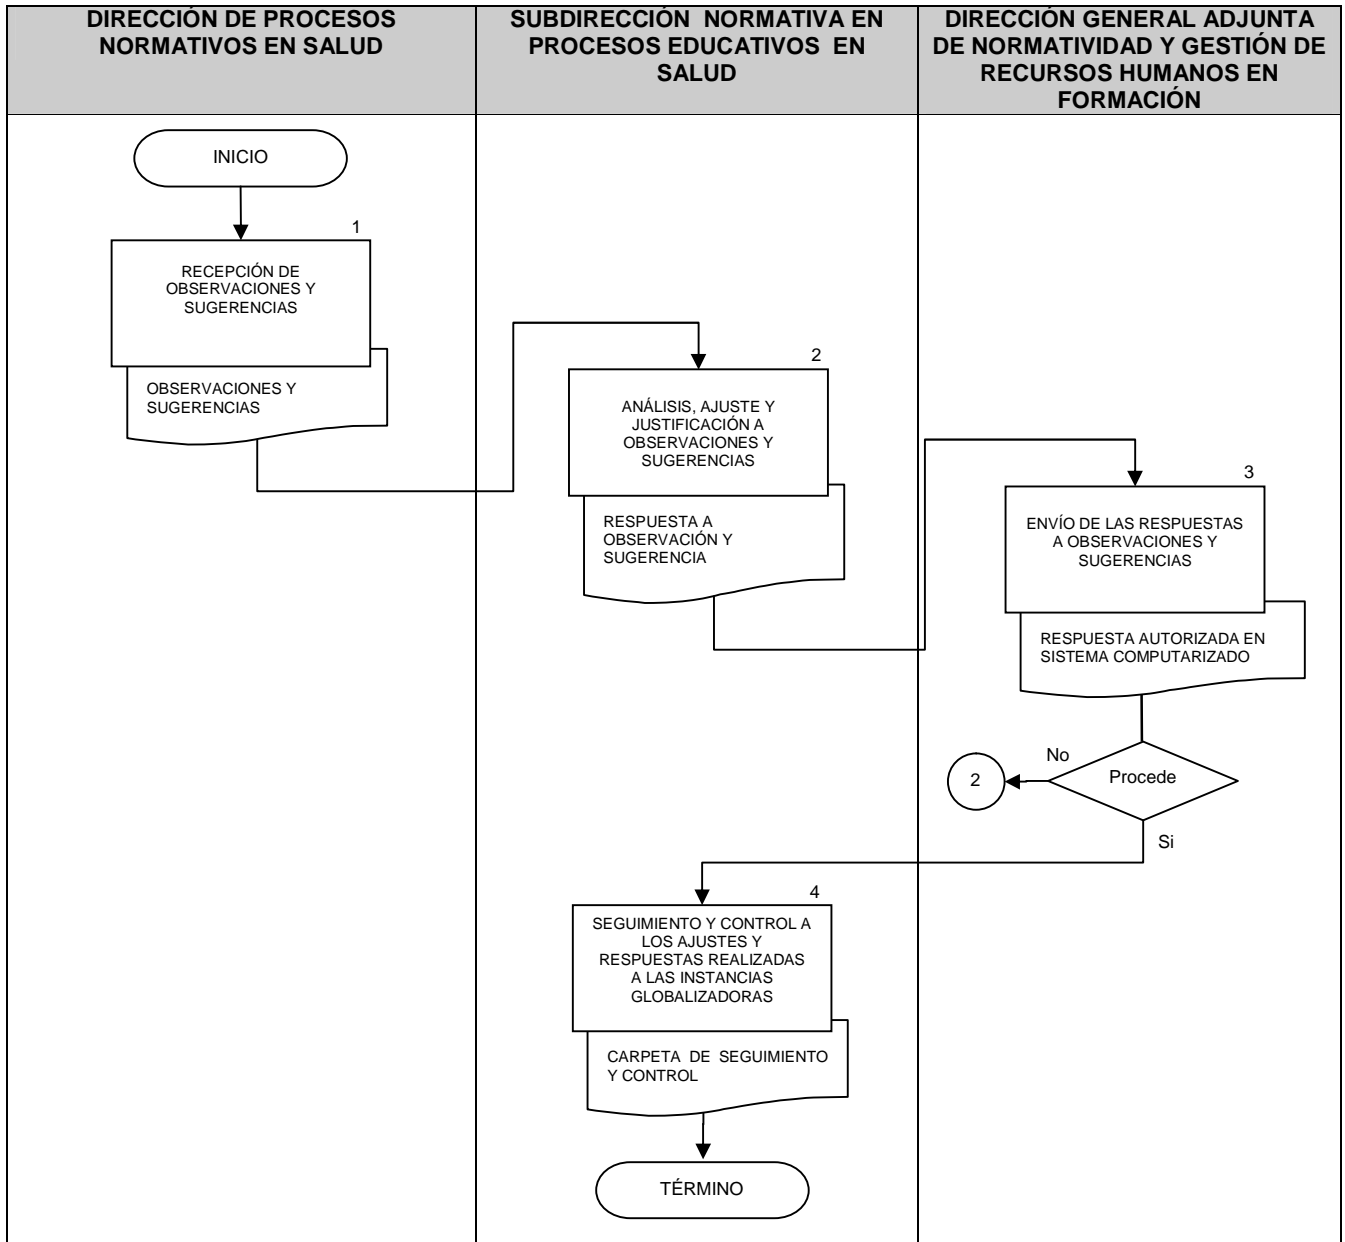 DIRECCIÓN DE PROCESOS
NORMATIVOS EN SALUD
SUBDIRECCIÓN NORMATIVA EN
PROCESOS EDUCATIVOS EN
SALUD
DIRECCIÓN GENERAL ADJUNTA
DE NORMATIVIDAD Y GESTIÓN DE
RECURSOS HUMANOS EN
FORMACIÓN
INICIO
1
RECEPCIÓN DE
OBSERVACIONES Y
SUGERENCIAS
OBSERVACIONES Y
SUGERENCIAS
2
ANÁLISIS, AJUSTE Y
JUSTIFICACIÓN A
OBSERVACIONES Y
SUGERENCIAS
RESPUESTA A
OBSERVACIÓN Y
SUGERENCIA
3
ENVÍO DE LAS RESPUESTAS
A OBSERVACIONES Y
SUGERENCIAS
RESPUESTA AUTORIZADA EN
SISTEMA COMPUTARIZADO
No
2
Procede
Si
4
SEGUIMIENTO Y CONTROL A
LOS AJUSTES Y
RESPUESTAS REALIZADAS
A LAS INSTANCIAS
GLOBALIZADORAS
CARPETA DE SEGUIMIENTO
Y CONTROL
TÉRMINO